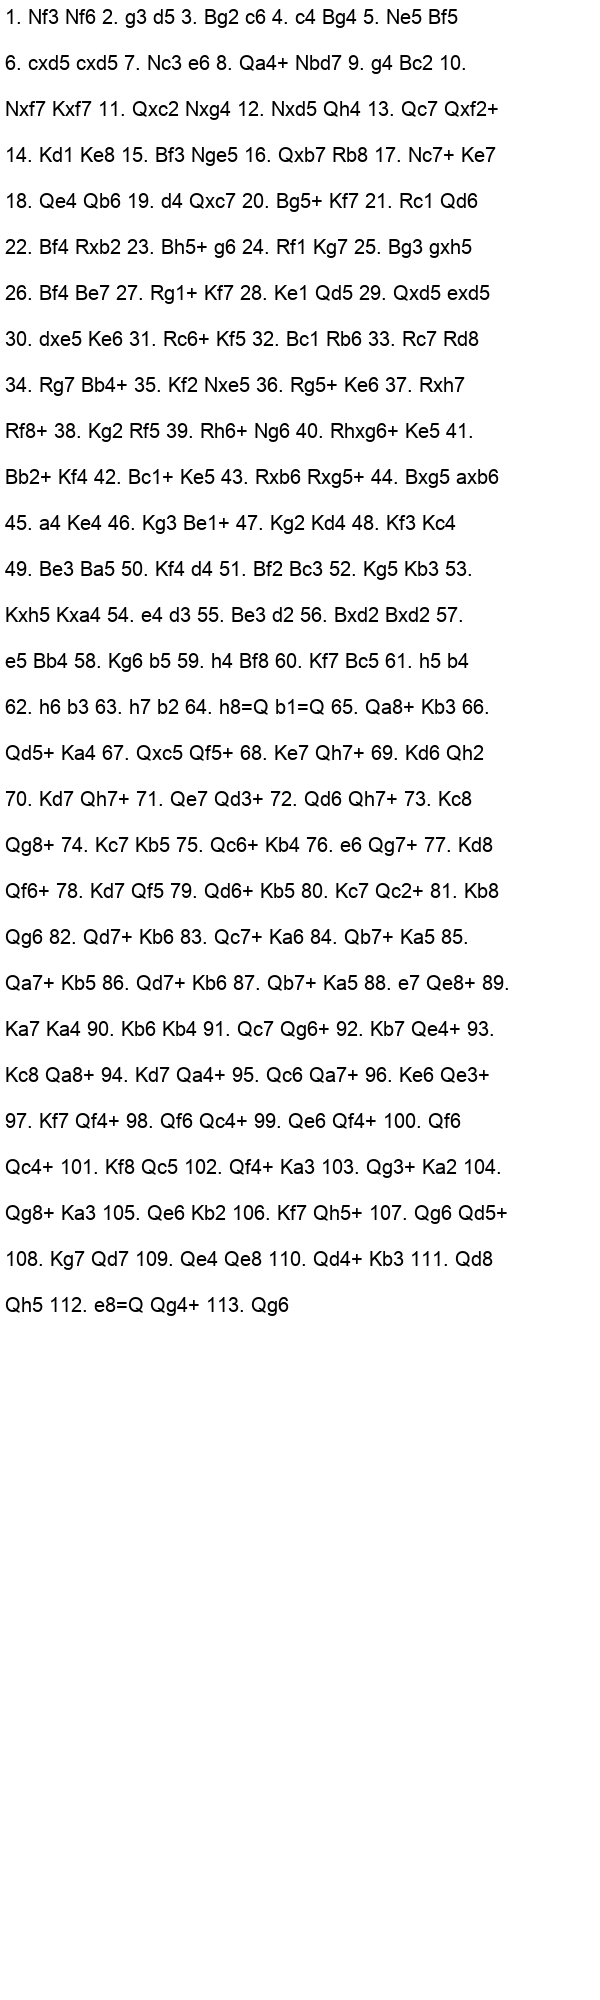 1. Nf3 Nf6 2. g3 d5 3. Bg2 c6 4. c4 Bg4 5. Ne5 Bf5
6. cxd5 cxd5 7. Nc3 e6 8. Qa4+ Nbd7 9. g4 Bc2 10.
Nxf7 Kxf7 11. Qxc2 Nxg4 12. Nxd5 Qh4 13. Qc7 Qxf2+
14. Kd1 Ke8 15. Bf3 Nge5 16. Qxb7 Rb8 17. Nc7+ Ke7
18. Qe4 Qb6 19. d4 Qxc7 20. Bg5+ Kf7 21. Rc1 Qd6
22. Bf4 Rxb2 23. Bh5+ g6 24. Rf1 Kg7 25. Bg3 gxh5
26. Bf4 Be7 27. Rg1+ Kf7 28. Ke1 Qd5 29. Qxd5 exd5
30. dxe5 Ke6 31. Rc6+ Kf5 32. Bc1 Rb6 33. Rc7 Rd8
34. Rg7 Bb4+ 35. Kf2 Nxe5 36. Rg5+ Ke6 37. Rxh7
Rf8+ 38. Kg2 Rf5 39. Rh6+ Ng6 40. Rhxg6+ Ke5 41.
Bb2+ Kf4 42. Bc1+ Ke5 43. Rxb6 Rxg5+ 44. Bxg5 axb6
45. a4 Ke4 46. Kg3 Be1+ 47. Kg2 Kd4 48. Kf3 Kc4
49. Be3 Ba5 50. Kf4 d4 51. Bf2 Bc3 52. Kg5 Kb3 53.
Kxh5 Kxa4 54. e4 d3 55. Be3 d2 56. Bxd2 Bxd2 57.
e5 Bb4 58. Kg6 b5 59. h4 Bf8 60. Kf7 Bc5 61. h5 b4
62. h6 b3 63. h7 b2 64. h8=Q b1=Q 65. Qa8+ Kb3 66.
Qd5+ Ka4 67. Qxc5 Qf5+ 68. Ke7 Qh7+ 69. Kd6 Qh2
70. Kd7 Qh7+ 71. Qe7 Qd3+ 72. Qd6 Qh7+ 73. Kc8
Qg8+ 74. Kc7 Kb5 75. Qc6+ Kb4 76. e6 Qg7+ 77. Kd8
Qf6+ 78. Kd7 Qf5 79. Qd6+ Kb5 80. Kc7 Qc2+ 81. Kb8
Qg6 82. Qd7+ Kb6 83. Qc7+ Ka6 84. Qb7+ Ka5 85.
Qa7+ Kb5 86. Qd7+ Kb6 87. Qb7+ Ka5 88. e7 Qe8+ 89.
Ka7 Ka4 90. Kb6 Kb4 91. Qc7 Qg6+ 92. Kb7 Qe4+ 93.
Kc8 Qa8+ 94. Kd7 Qa4+ 95. Qc6 Qa7+ 96. Ke6 Qe3+
97. Kf7 Qf4+ 98. Qf6 Qc4+ 99. Qe6 Qf4+ 100. Qf6
Qc4+ 101. Kf8 Qc5 102. Qf4+ Ka3 103. Qg3+ Ka2 104.
Qg8+ Ka3 105. Qe6 Kb2 106. Kf7 Qh5+ 107. Qg6 Qd5+
108. Kg7 Qd7 109. Qe4 Qe8 110. Qd4+ Kb3 111. Qd8
Qh5 112. e8=Q Qg4+ 113. Qg6